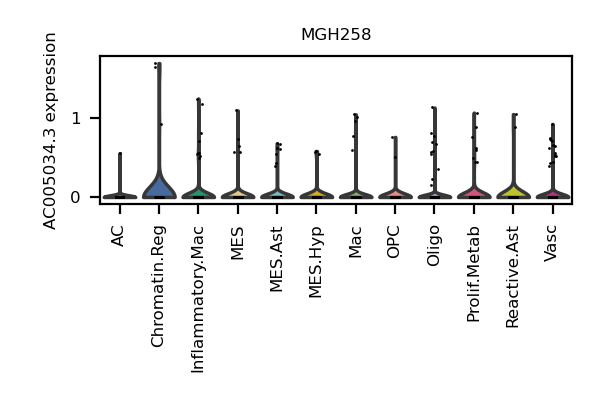 MGH258
AC005034.3 expression
1
0
AC
Chromatin.Reg
Inflammatory.Mac
MES
MES.Ast
MES.Hyp
Mac
OPC
Oligo
Prolif.Metab
Reactive.Ast
Vasc